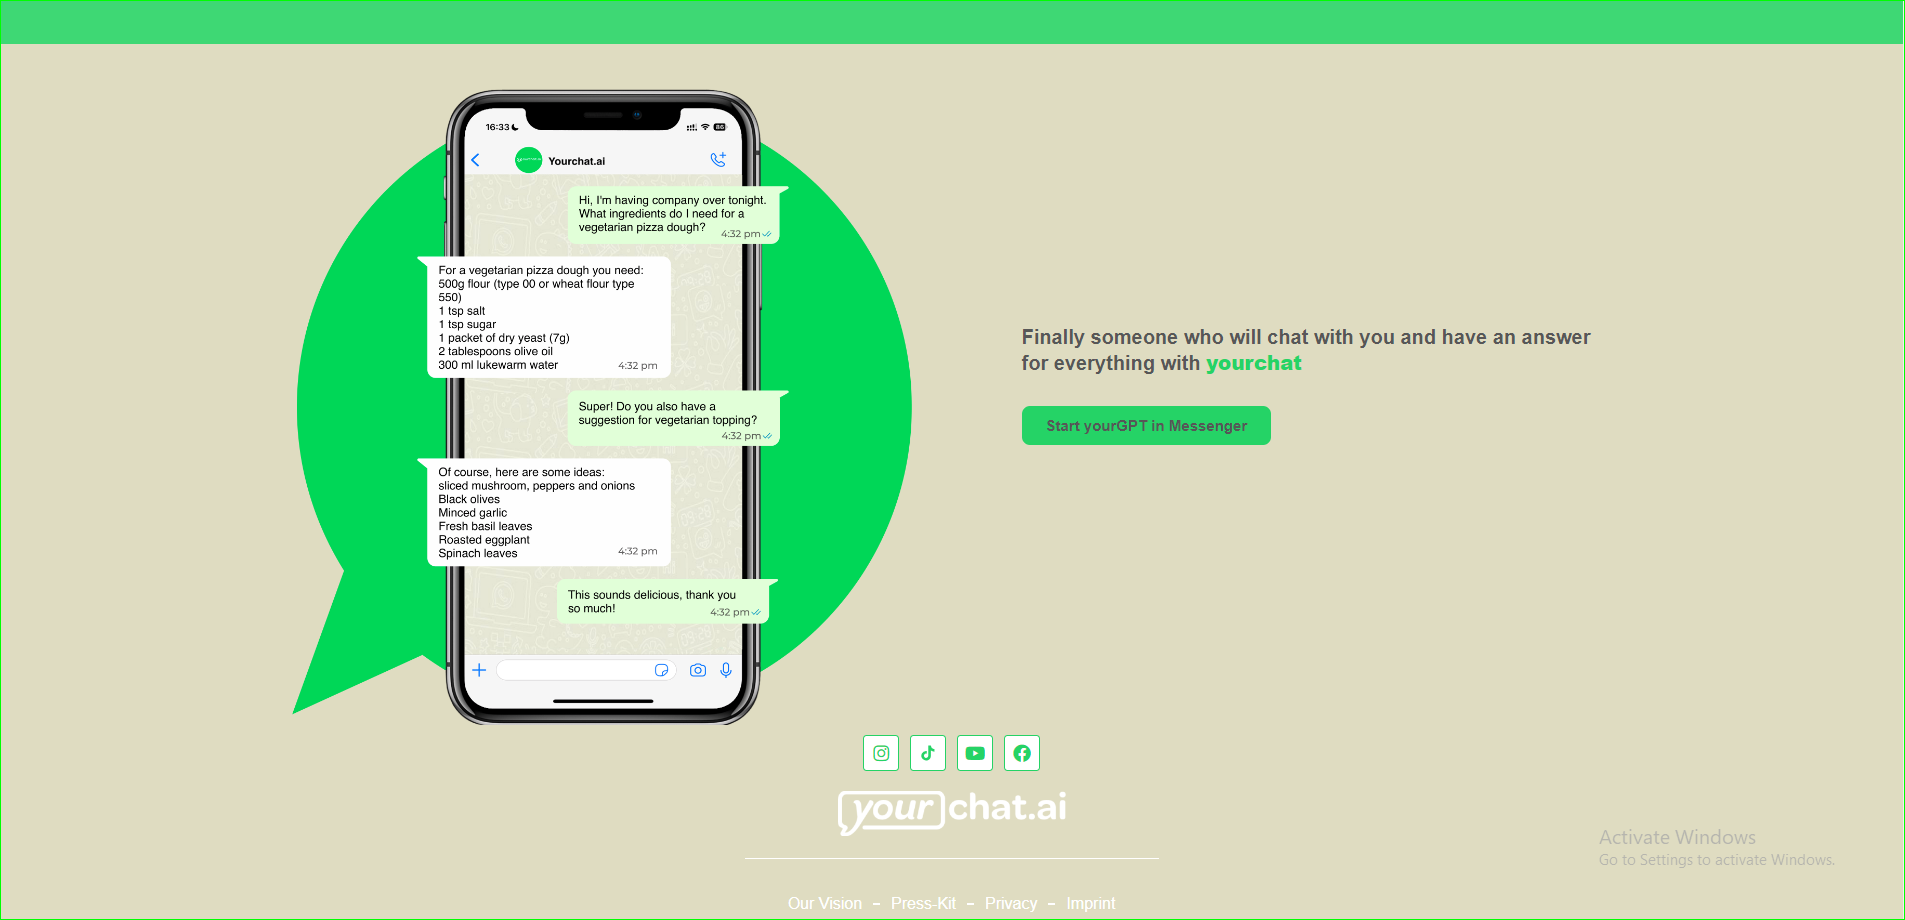 16:33
86
Yourchat.ai
Hi, I'm having company over tonight.
What ingredients do I need for a
vegetarian pizza dough?
4:32 pm
For a vegetarian pizza dough you need:
500g flour (type 00 or wheat flour type
550)
1 tsp salt
1 tsp sugar
1 packet of dry yeast (7g)
2 tablespoons olive oil
300 ml lukewarm water
4:32 pm
Super! Do you also have a
suggestion for vegetarian topping?
4:32 pm
Of course, here are some ideas:
sliced mushroom, peppers and onions
Black olives
Minced garlic
Fresh basil leaves
Roasted eggplant
Spinach leaves
4:32 pm
This sounds delicious, thank you
so much!
4:32 pm
Finally someone who will chat with you and have an answer
for everything with yourchat
Start yourGPT in Messenger
your chat.ai
Activate Windows
Go to Settings to activate Windows.
Our Vision – Press-Kit – Privacy – Imprint